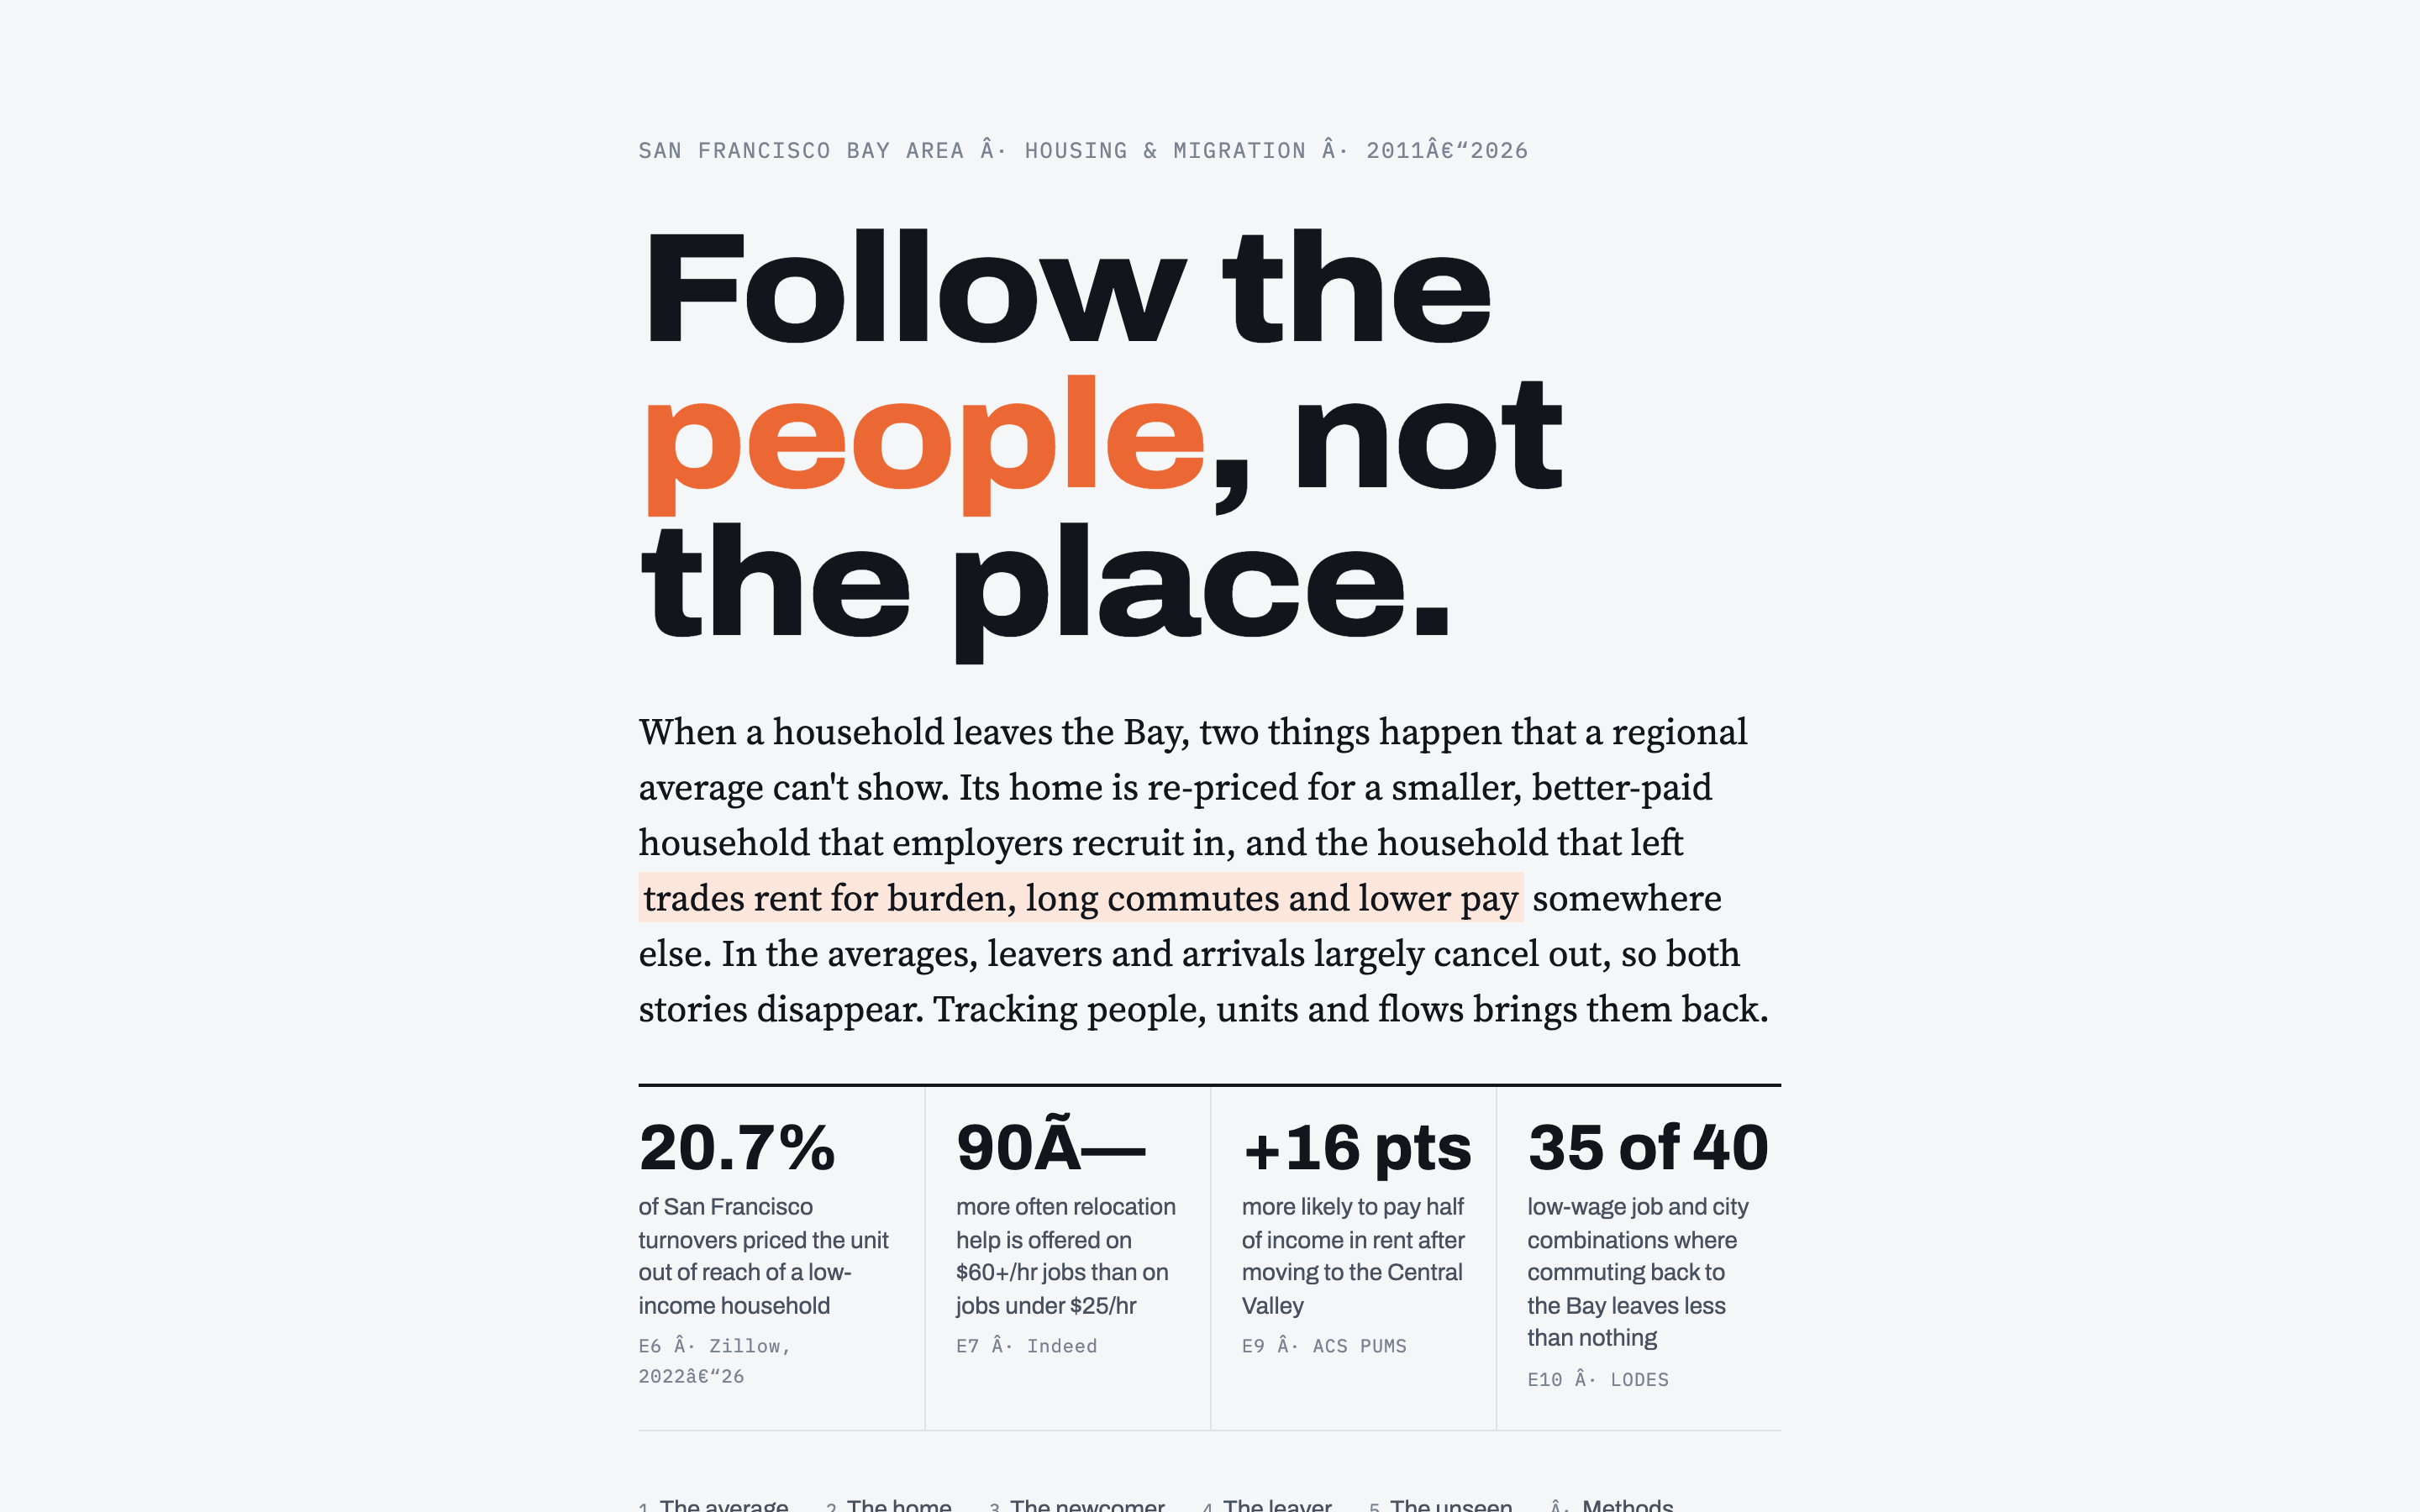 SAN FRANCISCO BAY AREA Â· HOUSING & MIGRATION Â· 2011Â€“2026
Follow the
people, not
the place.
When a household leaves the Bay, two things happen that a regional
average can't show. Its home is re-priced for a smaller, better-paid
household that employers recruit in, and the household that left
trades rent for burden, long commutes and lower pay somewhere
else. In the averages, leavers and arrivals largely cancel out, so both
stories disappear. Tracking people, units and flows brings them back.
20.7%
of San Francisco
turnovers priced the unit
out of reach of a low-
income household
E6 Â· Zillow,
2022â€“26
90Ã—
more often relocation
help is offered on
$60+/hr jobs than on
jobs under $25/hr
E7 Â· Indeed
+16 pts
more likely to pay half
of income in rent after
moving to the Central
Valley
E9 Â· ACS PUMS
35 of 40
low-wage job and city
combinations where
commuting back to
the Bay leaves less
than nothing
E10 Â· LODES
1 The average 2 The home 3 The newcomer 4 The leaver 5 The unseen Â· Methods